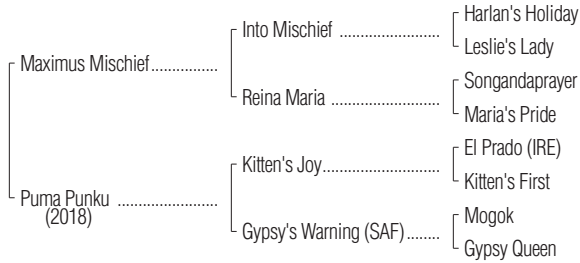 Harlan's Holiday
Into Mischief ....................
Leslie's Lady
Maximus Mischief.................
Songandaprayer
Reina Maria .......................
Maria's Pride
El Prado (IRE)
Kitten's Joy........................
Kitten's First
Puma Punku .........................
(2018)
Mogok
Gypsy's Warning (SAF)........
Gypsy Queen